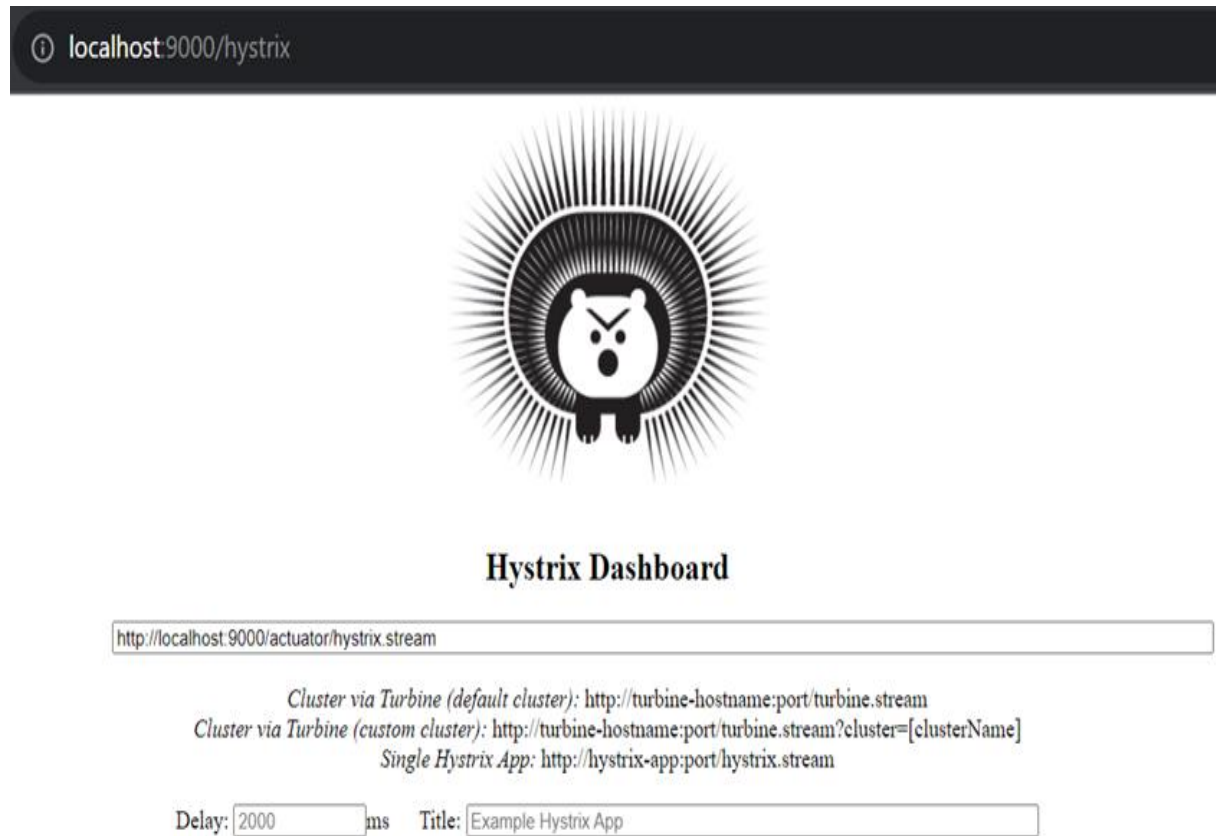 localhost:9000/hystrix
Hystrix Dashboard
http://localhost:9000/actuator/hystrix.stream
Cluster via Turbine (default cluster): http://turbine-hostname:port/turbine.stream
Cluster via Turbine (custom cluster): http://turbine-hostname:port/turbine.stream?cluster=[clusterName]
Single Hystrix App: http://hystrix-app:port/hystrix.stream
Delay: 2000 ms Title: Example Hystrix App